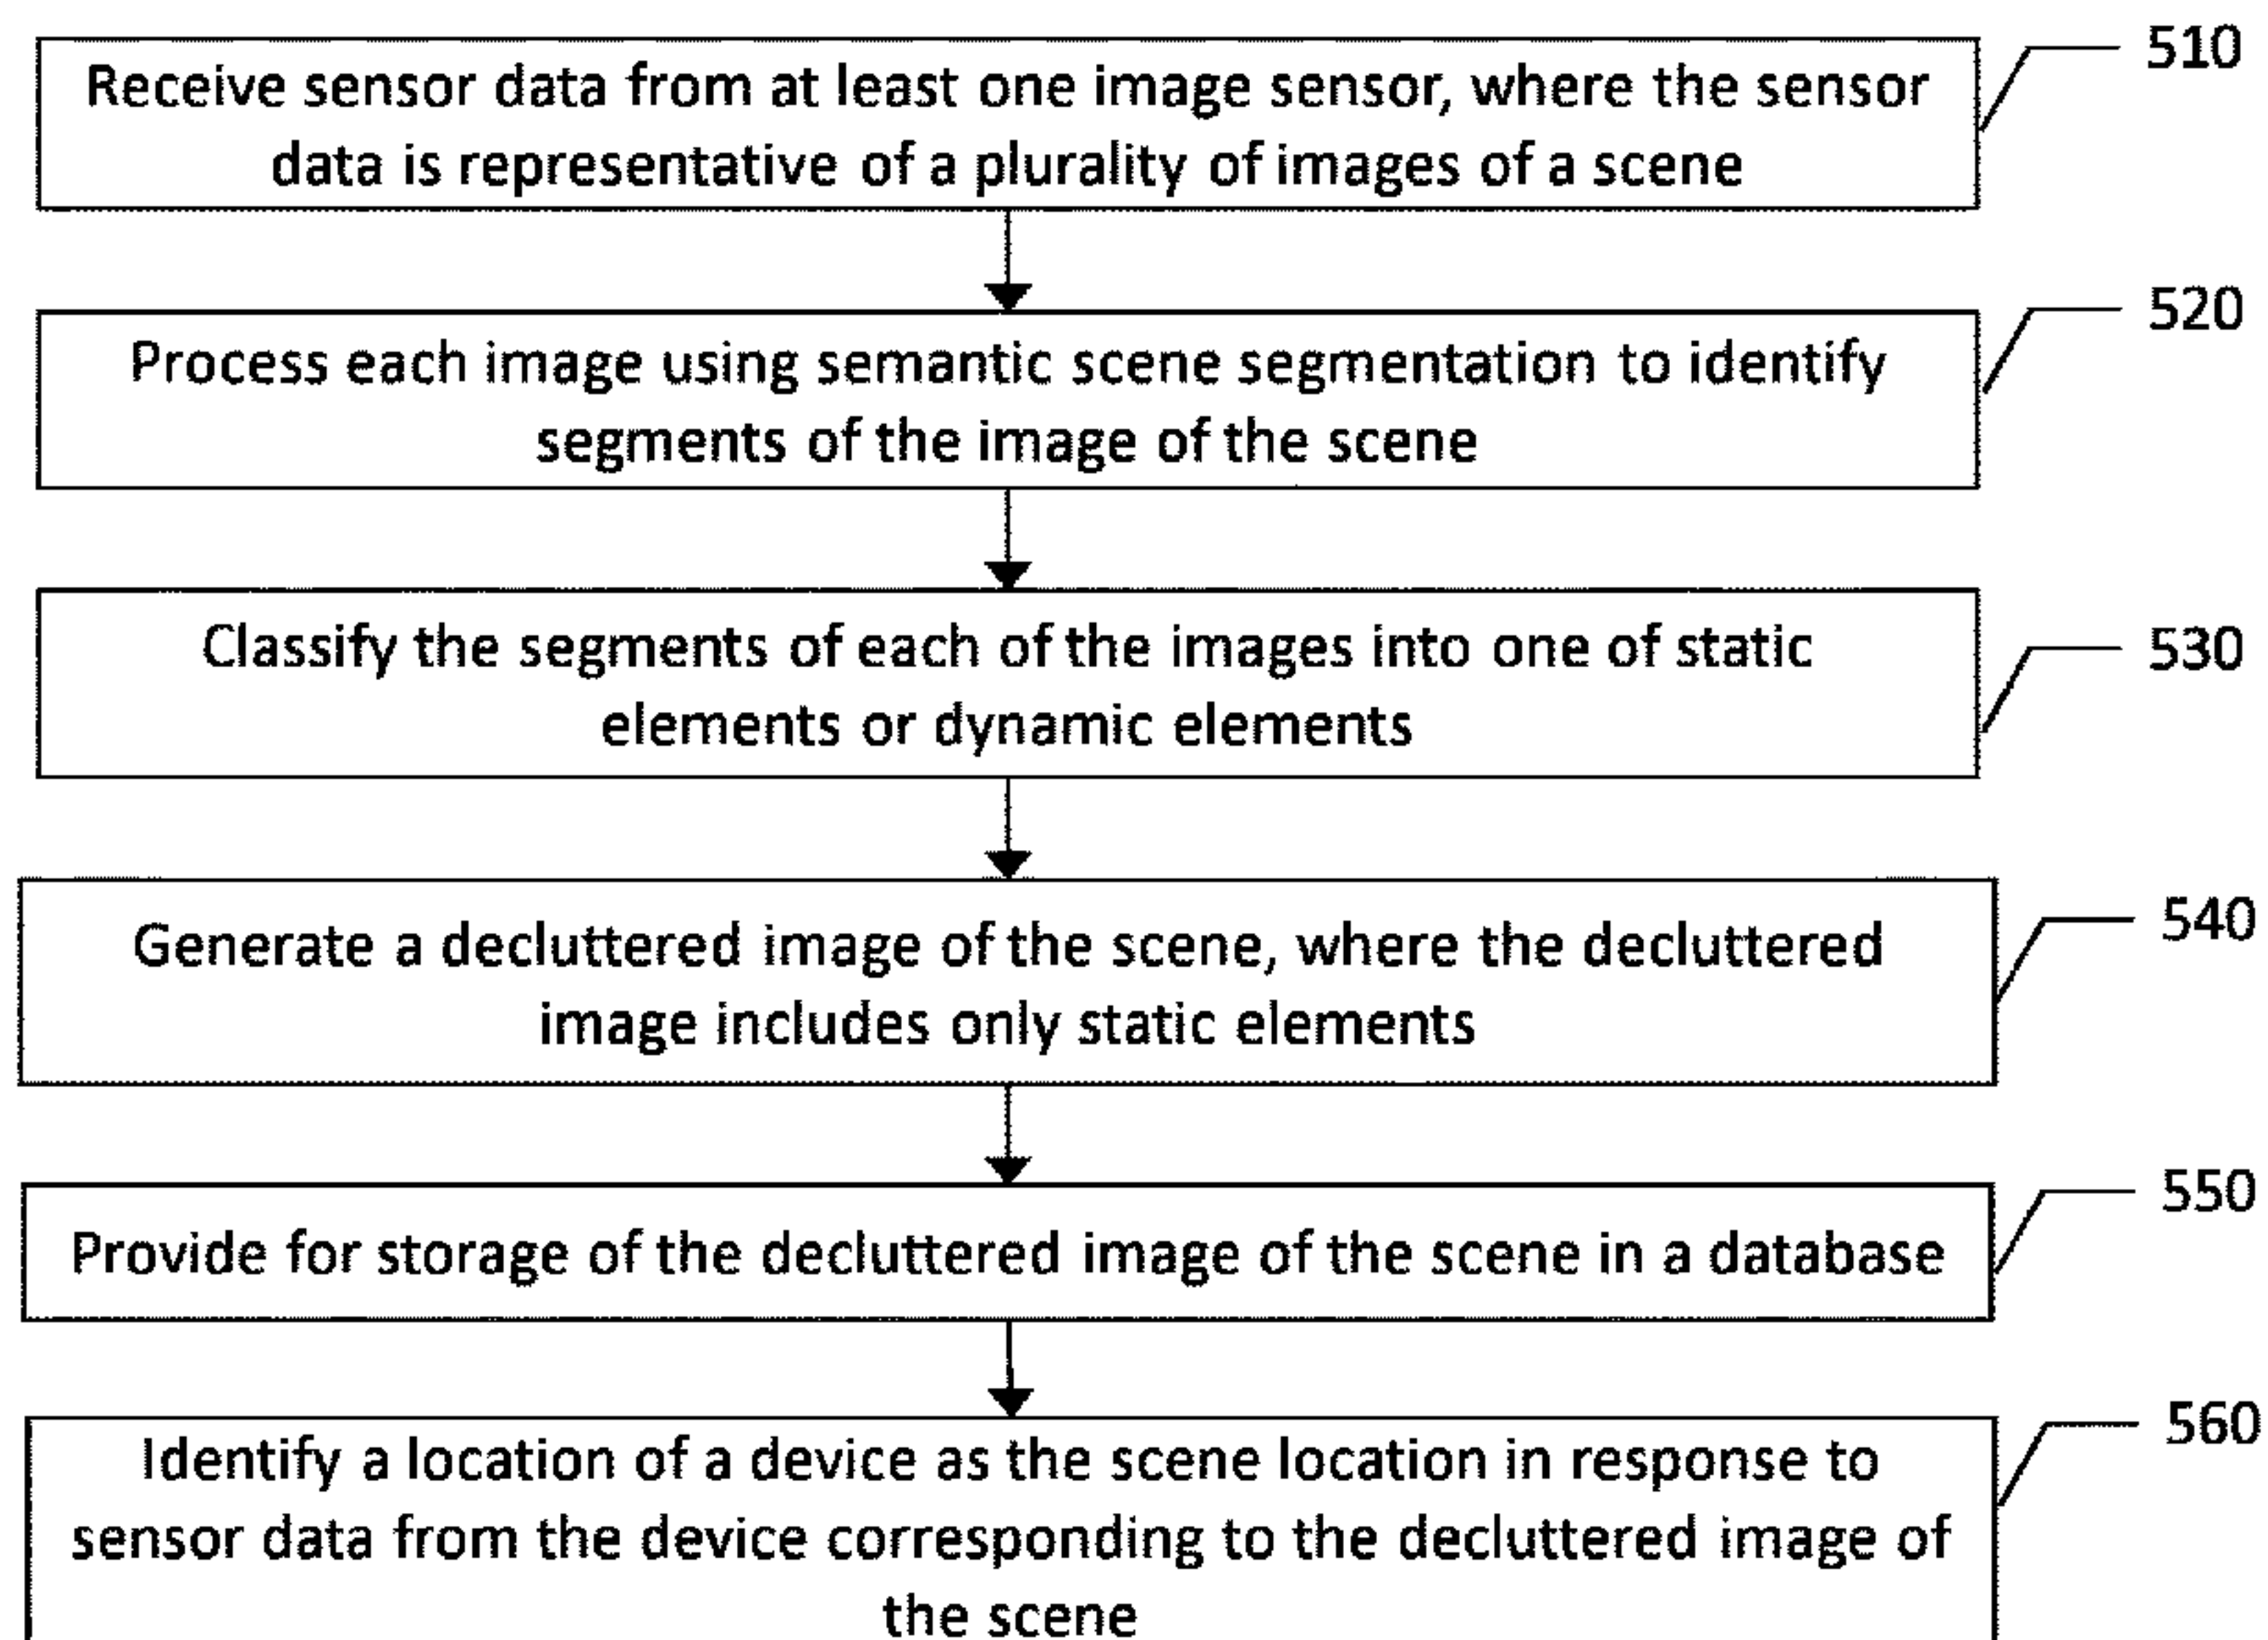 Receive sensor data from at least one image sensor, where the sensor
data is representative of a plurality of images of a scene
510
Process each image using semantic scene segmentation to identify
segments of the image of the scene
520
Classify the segments of each of the images into one of static
elements or dynamic elements
530
Generate a decluttered image of the scene, where the decluttered
image includes only static elements
540
Provide for storage of the decluttered image of the scene in a database
550
Identify a location of a device as the scene location in response to
sensor data from the device corresponding to the decluttered image of
the scene
560